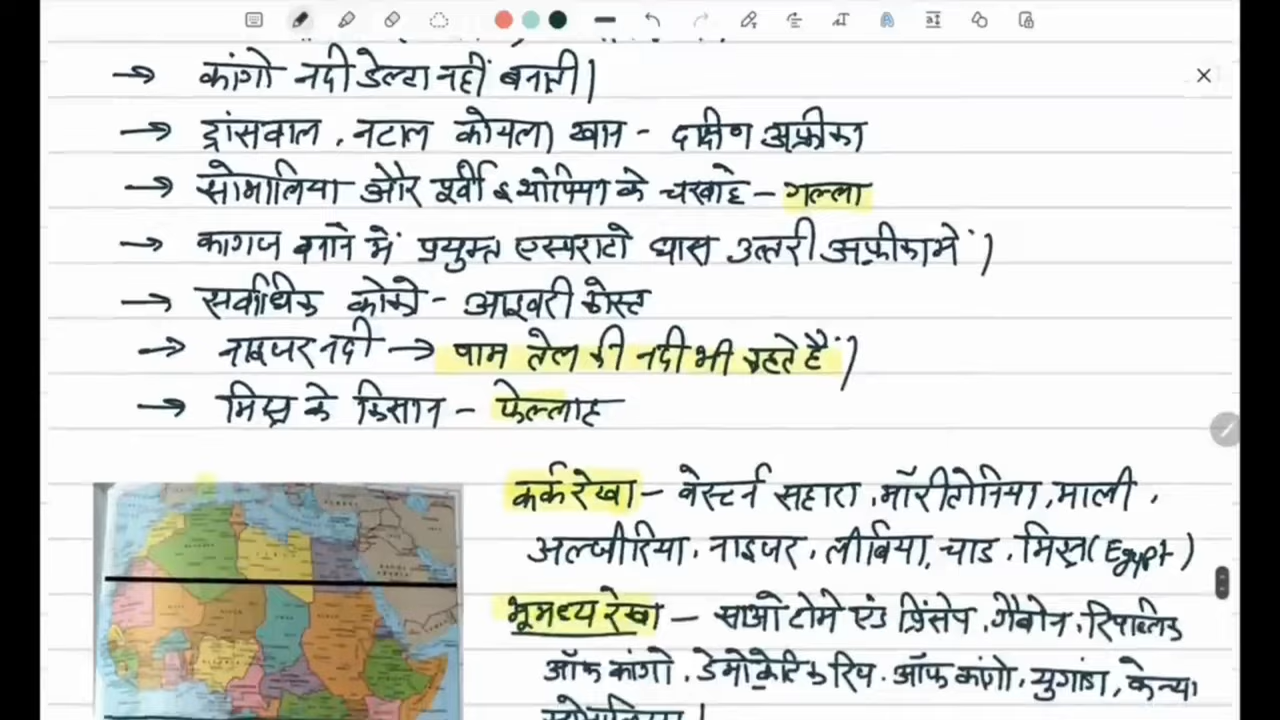 → कांगो नदी डेल्टा नहीं बनाती।
→ ट्रांसवाल, नटाल कोयला खान - दक्षिण अफ्रीका
→ सोमालिया और पूर्वी इथोपिया के चरवाहे - गल्ला
→ कागज बनाने में प्रयुक्त एस्पराटो घास उत्तरी अफ्रीका में।
→ सर्वाधिक कोको - आइवरी कोस्ट
→ नाइजर नदी → पाम तेल की नदी भी कहते हैं।
→ मिस्र के किसान - फेल्लाह
कर्क रेखा - वेस्टर्न सहारा, मॉरीटोनिया, माली,
अल्जीरिया, नाइजर, लीबिया, चाड, मिस्र (Egypt)
भूमध्य रेखा - साओ टोमे एंड प्रिंसेप, गैबोन, रिपब्लिक
ऑफ कांगो, डेमोक्रेटिक रिप. ऑफ कांगो, युगांडा, केन्या
सोमालिया।